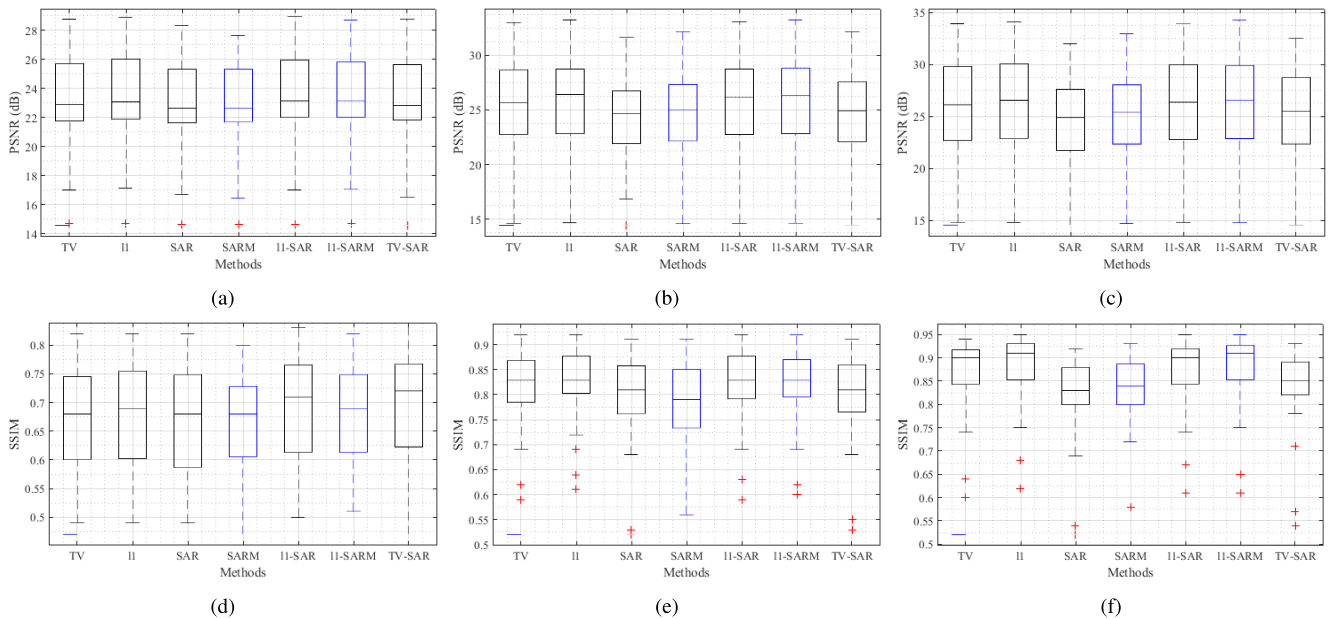 28
26
24
22
20
18
16
14
PSNR (dB)
TV l1 SAR SARM l1-SAR l1-SARM TV-SAR
Methods
(a)
30
25
20
15
PSNR (dB)
TV l1 SAR SARM l1-SAR l1-SARM TV-SAR
Methods
(b)
35
30
25
20
15
PSNR (dB)
TV l1 SAR SARM l1-SAR l1-SARM TV-SAR
Methods
(c)
0.8
0.75
0.7
0.65
0.6
0.55
0.5
SSIM
TV l1 SAR SARM l1-SAR l1-SARM TV-SAR
Methods
(d)
0.9
0.85
0.8
0.75
0.7
0.65
0.6
0.55
0.5
SSIM
TV l1 SAR SARM l1-SAR l1-SARM TV-SAR
Methods
(e)
0.95
0.9
0.85
0.8
0.75
0.7
0.65
0.6
0.55
0.5
SSIM
TV l1 SAR SARM l1-SAR l1-SARM TV-SAR
Methods
(f)